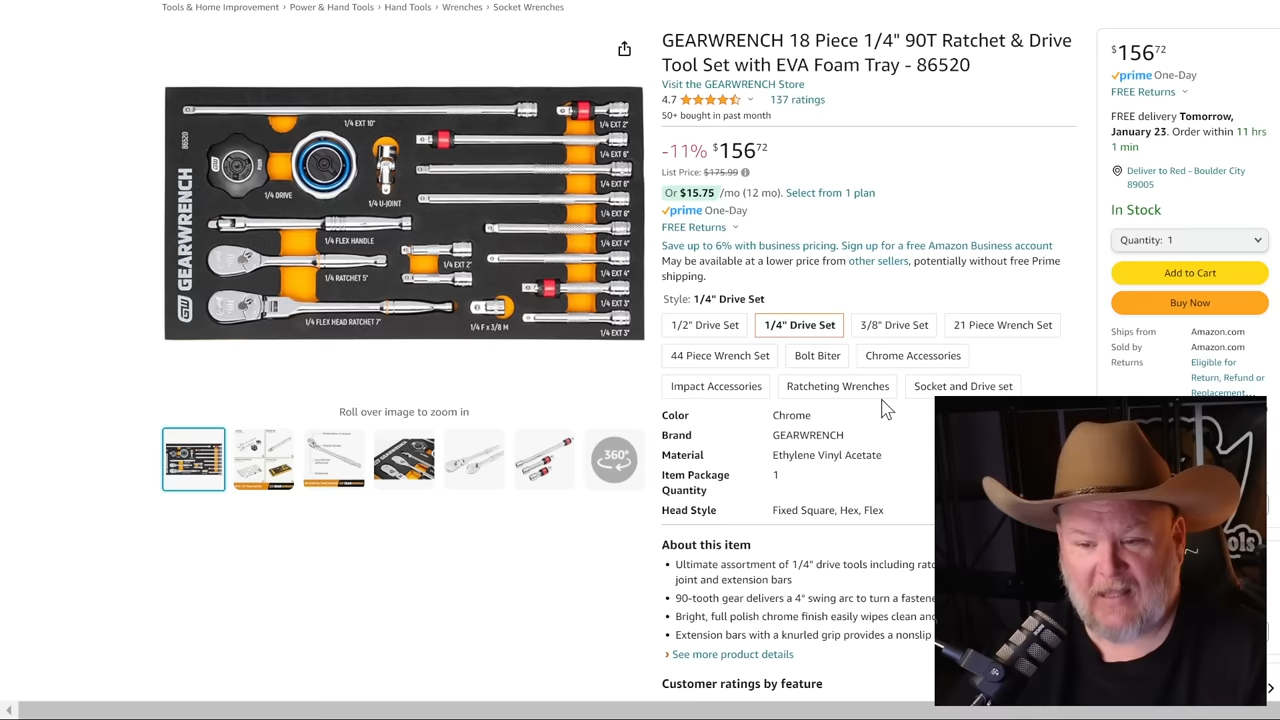 Tools & Home Improvement › Power & Hand Tools › Hand Tools › Wrenches › Socket Wrenches
GEARWRENCH 18 Piece 1/4" 90T Ratchet & Drive
Tool Set with EVA Foam Tray - 86520
Visit the GEARWRENCH Store
4.7
137 ratings
50+ bought in past month
-11% $156 72
List Price: $175.99
Or $15.75 /mo (12 mo). Select from 1 plan
prime One-Day
FREE Returns
Save up to 6% with business pricing. Sign up for a free Amazon Business account
May be available at a lower price from other sellers, potentially without free Prime
shipping.
Style: 1/4" Drive Set
1/2" Drive Set
1/4" Drive Set
3/8" Drive Set
21 Piece Wrench Set
44 Piece Wrench Set
Bolt Biter
Chrome Accessories
Impact Accessories
Ratcheting Wrenches
Socket and Drive set
Color Chrome
Brand GEARWRENCH
Material Ethylene Vinyl Acetate
Item Package
Quantity
1
Head Style Fixed Square, Hex, Flex
About this item
• Ultimate assortment of 1/4" drive tools including
joint and extension bars
• 90-tooth gear delivers a 4° swing arc to turn a
• Bright, full polish chrome finish easily wipes clean
• Extension bars with a knurled grip provides a nonslip
› See more product details
Customer ratings by feature
86520
GEARWRENCH
GW
1/4 EXT 10"
1/4 DRIVE
1/4 U-JOINT
1/4 FLEX HANDLE
1/4 RATCHET 5"
1/4 FLEX HEAD RATCHET 7"
1/4 EXT 2"
1/4 F x 3/8 M
1/4 EXT 2"
1/4 EXT 6"
1/4 EXT 6"
1/4 EXT 6"
1/4 EXT 4"
1/4 EXT 4"
1/4 EXT 3"
1/4 EXT 3"
Roll over image to zoom in
360°
$156 72
prime One-Day
FREE Returns
FREE delivery Tomorrow,
January 23. Order within 11 hrs
1 min
Deliver to Red - Boulder City
89005
In Stock
Quantity: 1
Add to Cart
Buy Now
Ships from Amazon.com
Sold by Amazon.com
Returns Eligible for
Return, Refund or
Replacement...